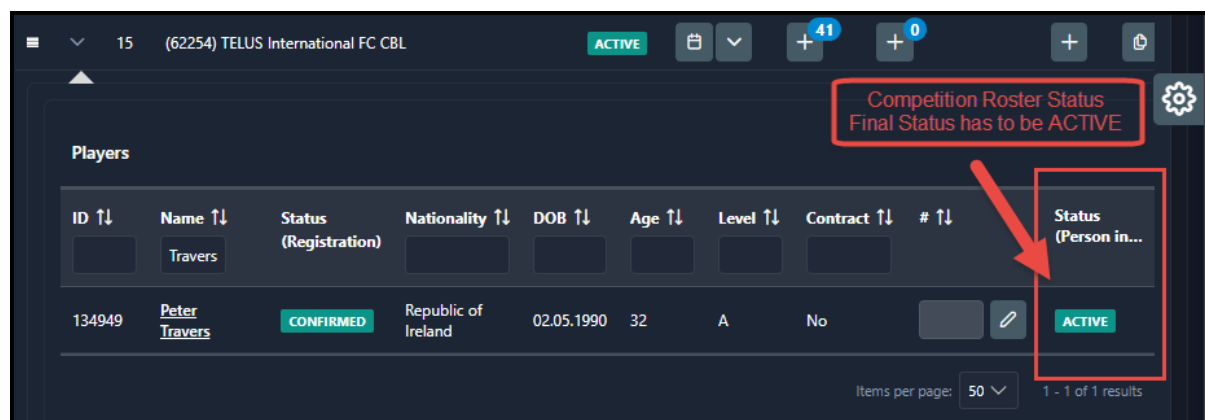 15 (62254) TELUS International FC CBL ACTIVE 41 0
Competition Roster Status
Final Status has to be ACTIVE
Players
ID Name Status (Registration) Nationality DOB Age Level Contract # Status (Person in...
Travers
134949 Peter Travers CONFIRMED Republic of Ireland 02.05.1990 32 A No ACTIVE
Items per page: 50 1 - 1 of 1 results